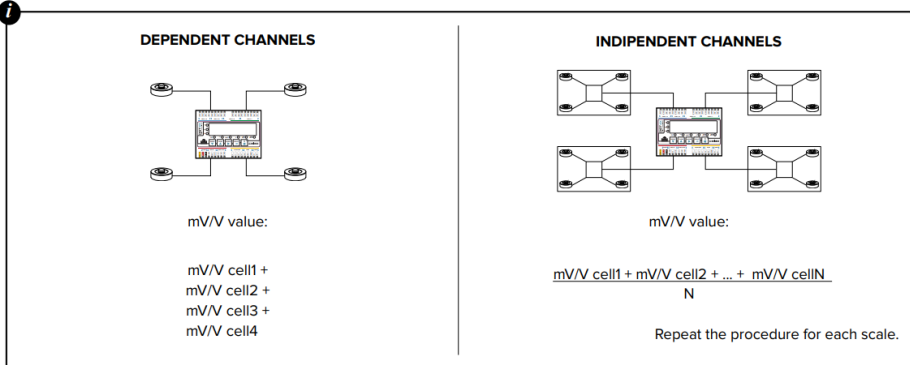 i
DEPENDENT CHANNELS
mV/V value:
mV/V cell1 +
mV/V cell2 +
mV/V cell3 +
mV/V cell4
INDIPENDENT CHANNELS
mV/V value:
mV/V cell1 + mV/V cell2 + ... + mV/V cellN
N
Repeat the procedure for each scale.